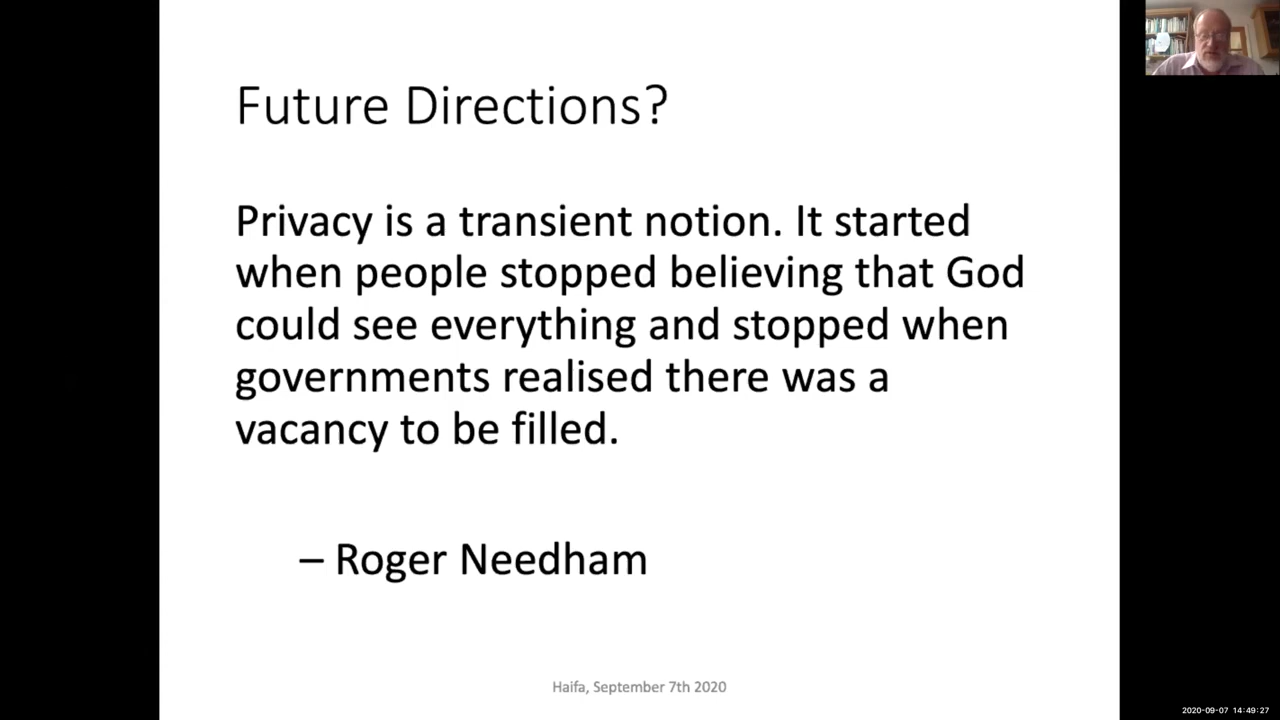 Future Directions?
Privacy is a transient notion. It started
when people stopped believing that God
could see everything and stopped when
governments realised there was a
vacancy to be filled.
– Roger Needham
Haifa, September 7th 2020
2020-09-07 14:49:27